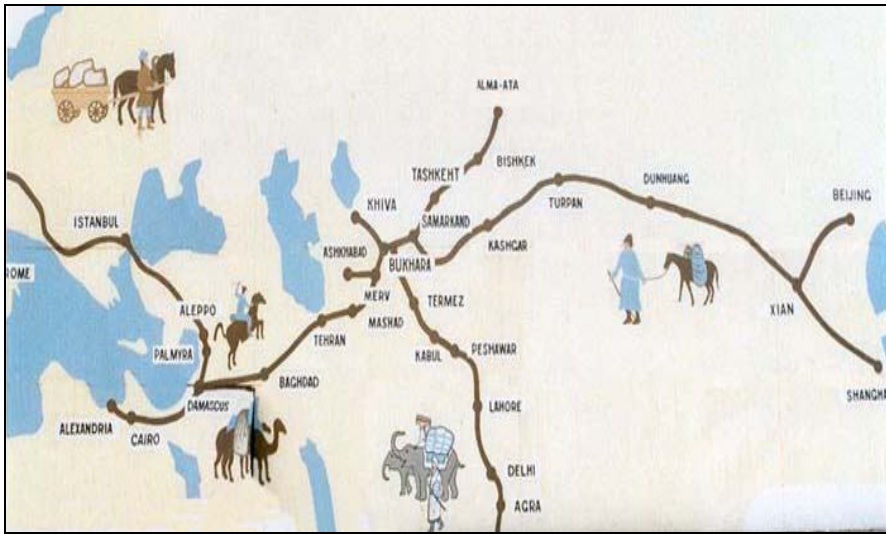 ALMA-ATA
BISHKEK
TASHKEHT
DUNHUANG
TURPAN
BEIJING
KHIVA
SAMARKAND
ISTANBUL
KASHGAR
ASHKHABAD
BUKHARA
ROME
MERV
TERMEZ
ALEPPO
MASHAD
XIAN
TEHRAN
PALMYRA
KABUL
PESHAWAR
BAGHDAD
SHANGHA
DAMASCUS
LAHORE
ALEXANDRIA
CAIRO
DELHI
AGRA